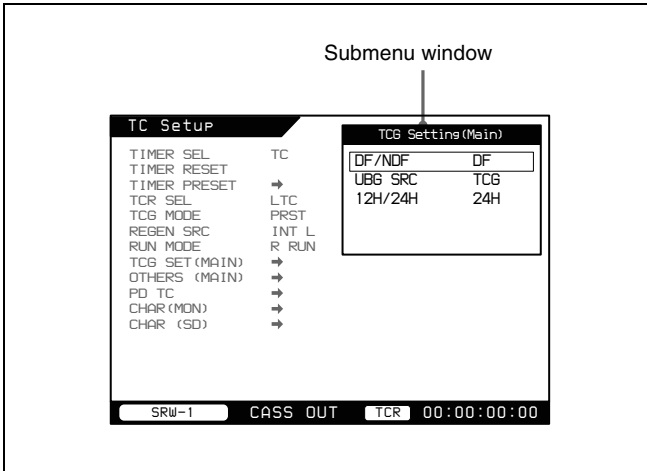 Submenu window
TC Setup
TIMER SEL TC
TIMER RESET
TIMER PRESET ➡
TCR SEL LTC
TCG MODE PRST
REGEN SRC INT L
RUN MODE R RUN
TCG SET(MAIN) ➡
OTHERS (MAIN) ➡
PD TC ➡
CHAR(MON) ➡
CHAR (SD) ➡
TCG Setting(Main)
DF/NDF DF
UBG SRC TCG
12H/24H 24H
SRW-1 CASS OUT TCR 00:00:00:00